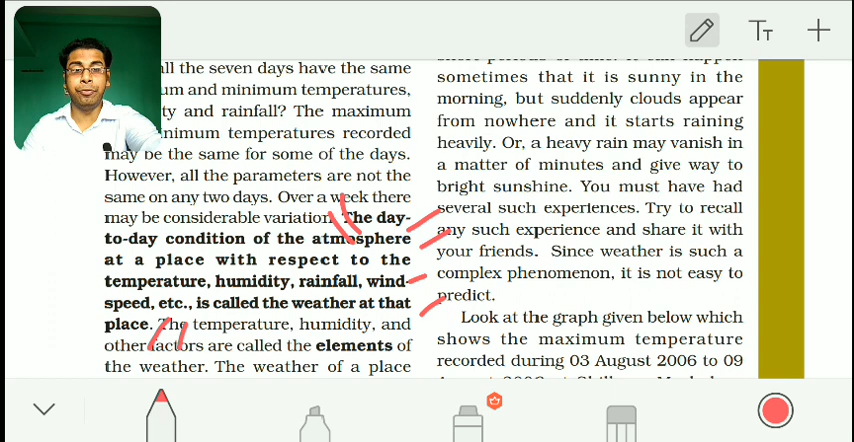 all the seven days have the same
and minimum temperatures,
and rainfall? The maximum
temperatures recorded
may be the same for some of the days.
However, all the parameters are not the
same on any two days. Over a week there
may be considerable variation. The day-
to-day condition of the atmosphere
at a place with respect to the
temperature, humidity, rainfall, wind-
speed, etc., is called the weather at that
place. The temperature, humidity, and
other factors are called the elements of
the weather. The weather of a place
sometimes that it is sunny in the
morning, but suddenly clouds appear
from nowhere and it starts raining
heavily. Or, a heavy rain may vanish in
a matter of minutes and give way to
bright sunshine. You must have had
several such experiences. Try to recall
any such experience and share it with
your friends. Since weather is such a
complex phenomenon, it is not easy to
predict.
Look at the graph given below which
shows the maximum temperature
recorded during 03 August 2006 to 09
TT